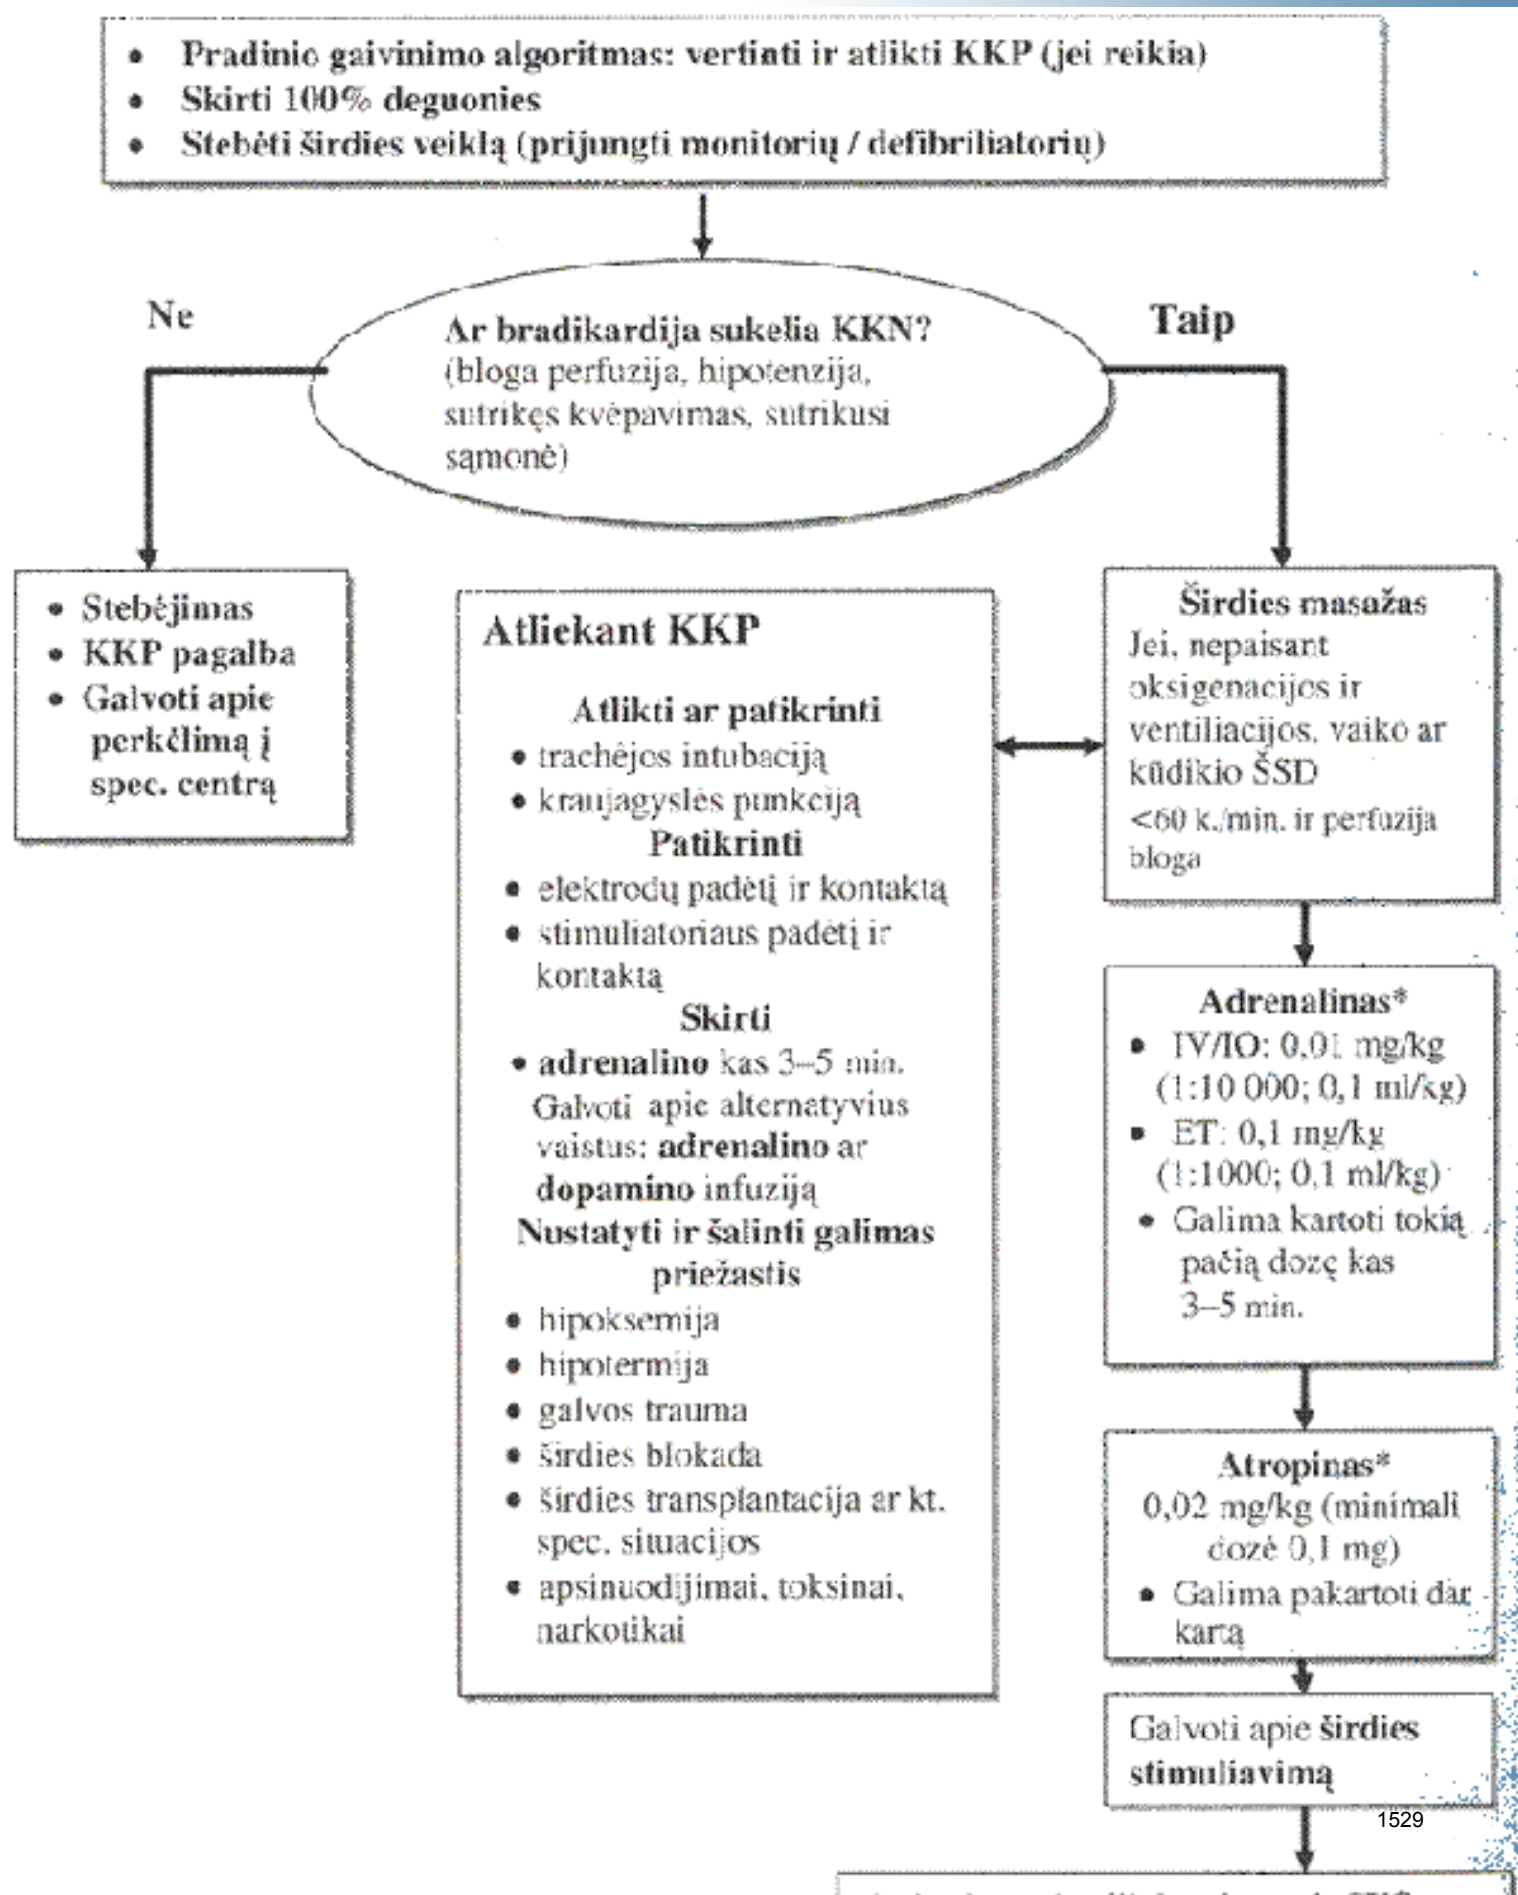 • Pradinio gaivinimo algoritmas: vertinti ir atlikti KKP (jei reikia)
• Skirti 100% deguonies
• Stebėti širdies veiklą (prijungti monitorių / defibriliatorių)
Ne
Taip
Ar bradikardija sukelia KKN?
(bloga perfuzija, hipotenzija,
sutrikęs kvėpavimas, sutrikusi
sąmonė)
• Stebėjimas
• KKP pagalba
• Galvoti apie
perkėlimą į
spec. centrą
Atliekant KKP
Atlikti ar patikrinti
• trachėjos intubaciją
• kraujagyslės punkciją
Patikrinti
• elektrodų padėtį ir kontaktą
• stimuliatoriaus padėtį ir
kontaktą
Skirti
• adrenalino kas 3–5 min.
Galvoti apie alternatyvius
vaistus: adrenalino ar
dopamino infuziją
Nustatyti ir šalinti galimas
priežastis
• hipoksemija
• hipotermija
• galvos trauma
• širdies blokada
• širdies transplantacija ar kt.
spec. situacijos
• apsinuodijimai, toksinai,
narkotikai
Širdies masažas
Jei, nepaisant
oksigenacijos ir
ventiliacijos, vaiko ar
kūdikio ŠSD
<60 k./min. ir perfuzija
bloga
Adrenalinas*
• IV/IO: 0,01 mg/kg
(1:10 000; 0,1 ml/kg)
• ET: 0,1 mg/kg
(1:1000; 0,1 ml/kg)
• Galima kartoti tokią
pačią dozę kas
3–5 min.
Atropinas*
0,02 mg/kg (minimali
dozė 0,1 mg)
• Galima pakartoti dar
kartą
Galvoti apie širdies
stimuliavimą
1529